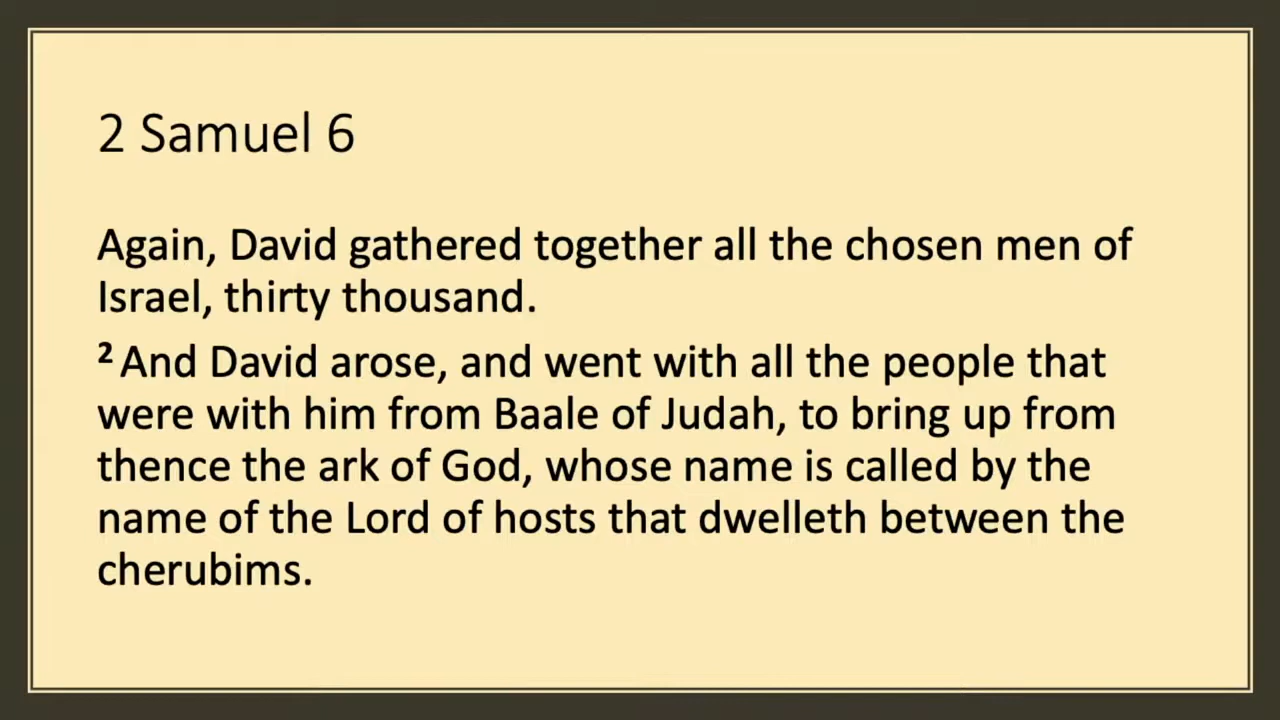 2 Samuel 6
Again, David gathered together all the chosen men of
Israel, thirty thousand.
2 And David arose, and went with all the people that
were with him from Baale of Judah, to bring up from
thence the ark of God, whose name is called by the
name of the Lord of hosts that dwelleth between the
cherubims.